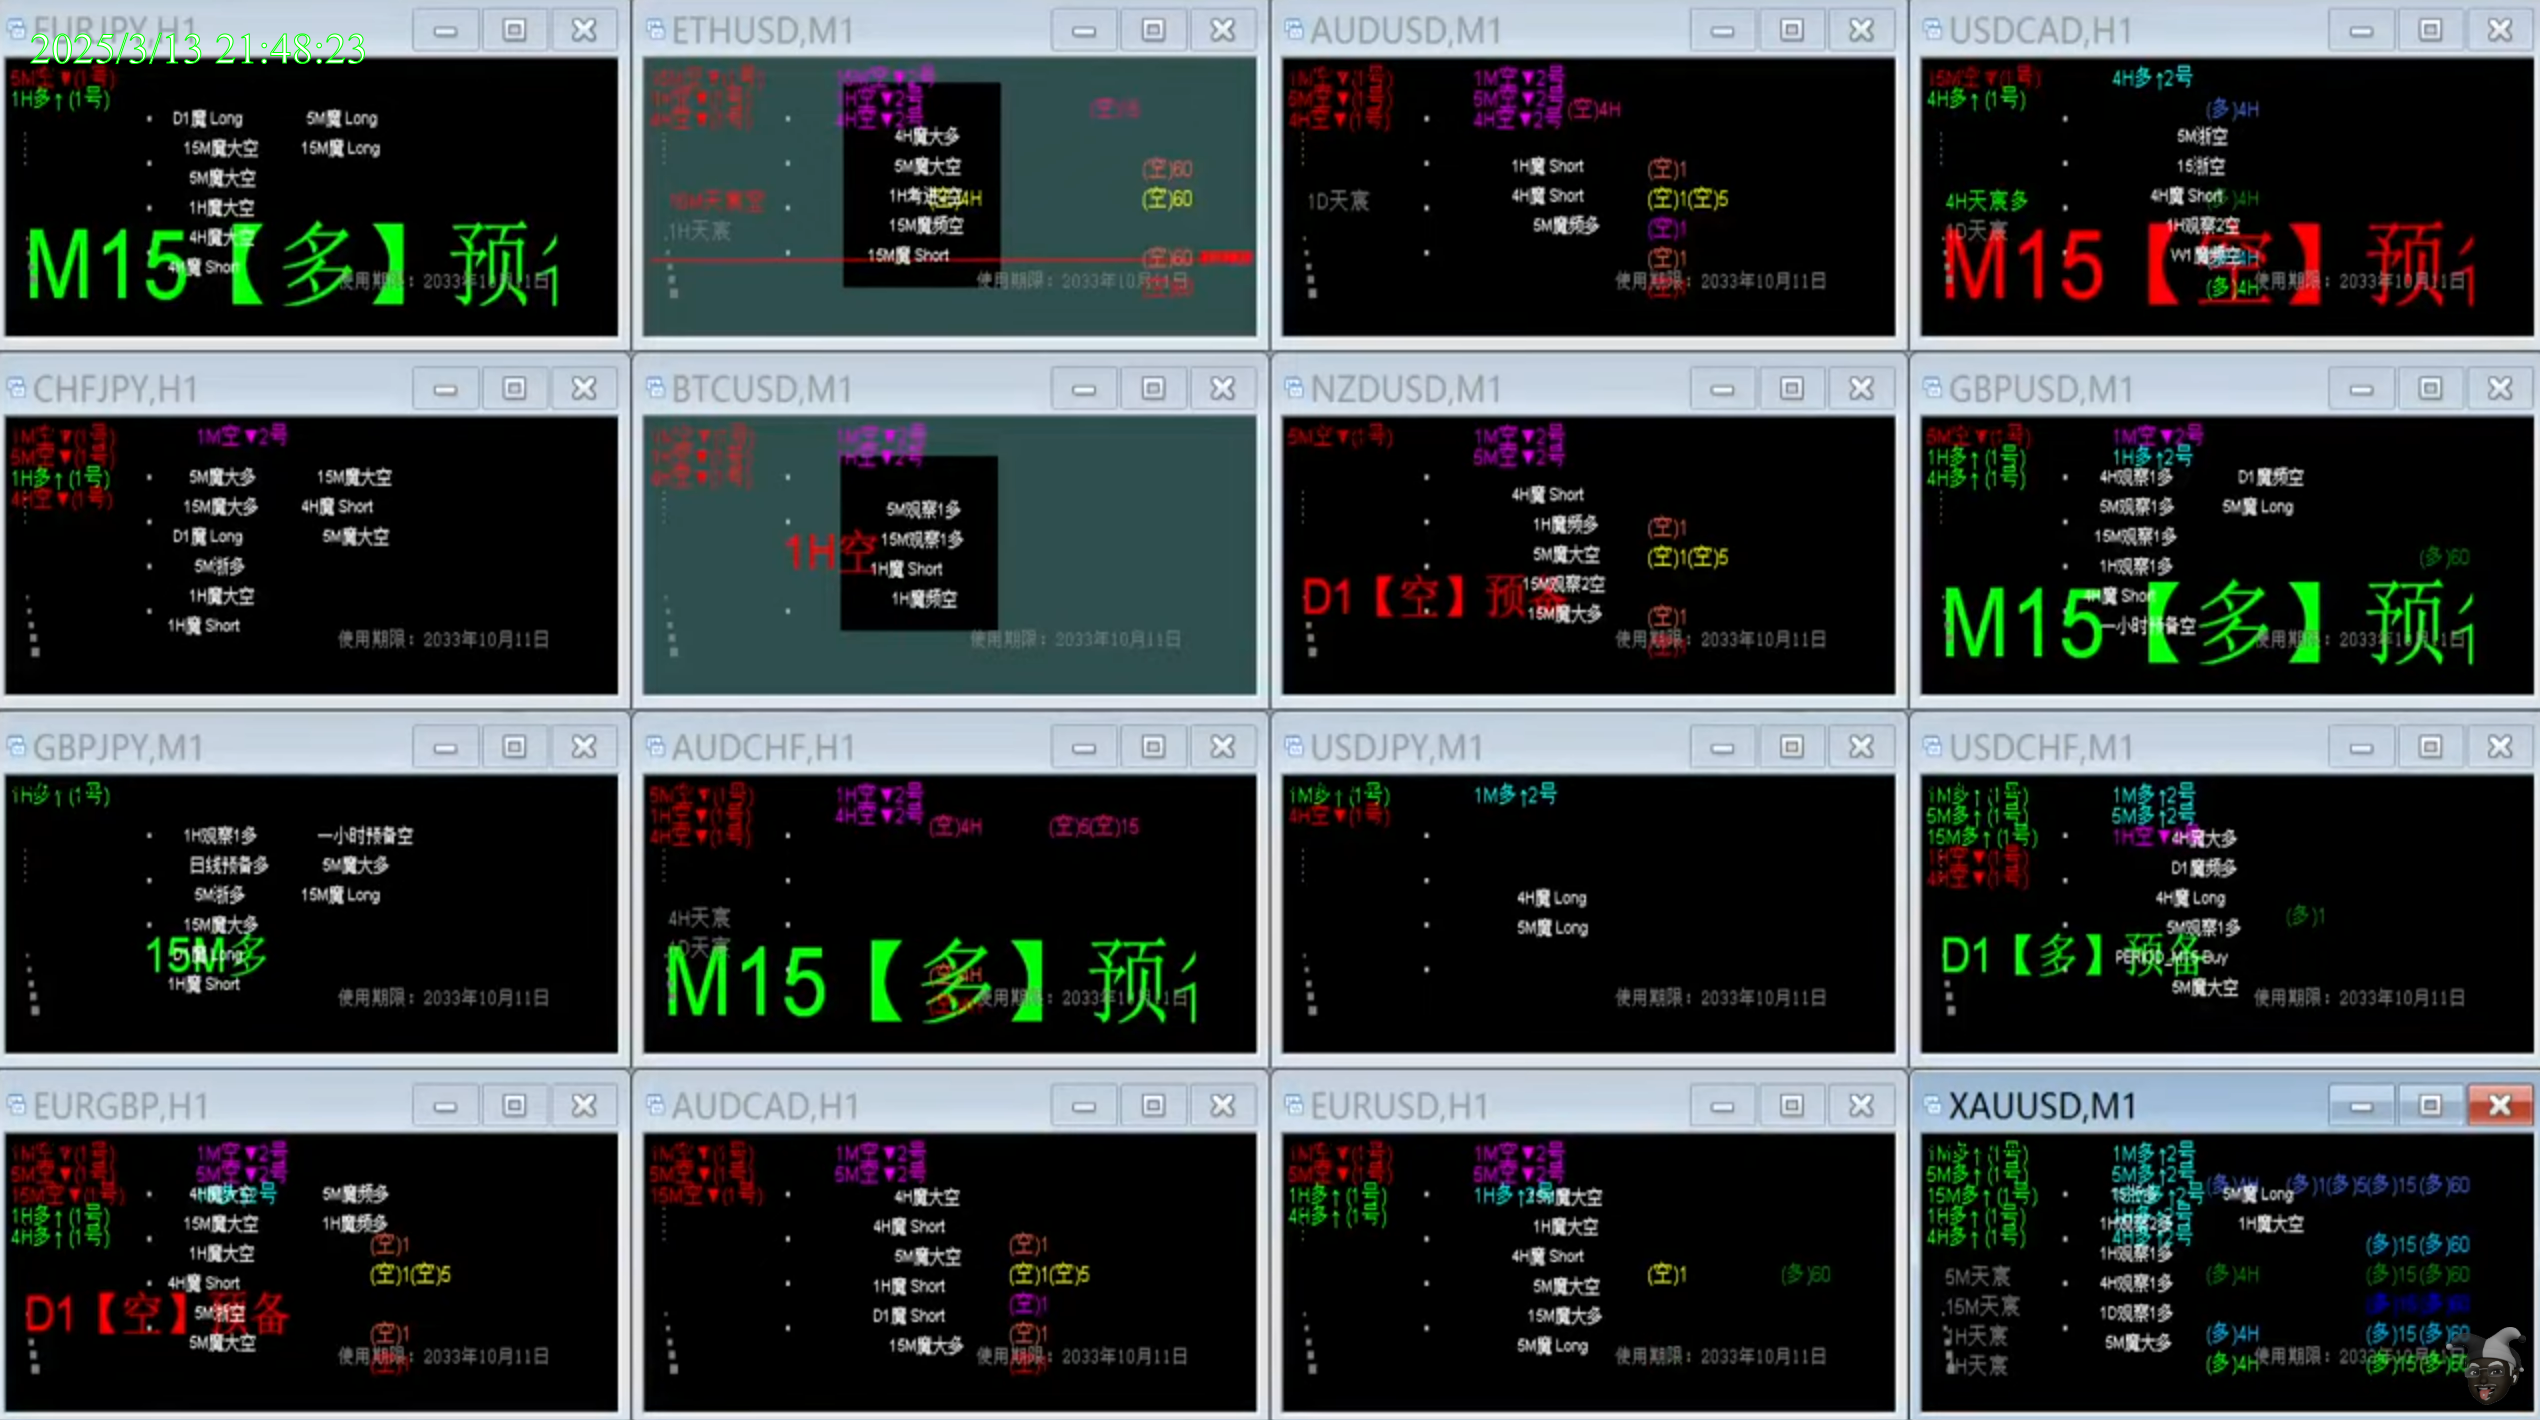 EURJPY,H1
2025/3/13 21:48:23
5M空▼(1号)
1H多↑(1号)
D1魔 Long 5M魔 Long
15M魔大空 15M魔 Long
5M魔大空
1H魔大空
4H魔大空
4H魔 Short
M15【多】预
使用期限：2033年10月11日
ETHUSD,M1
15M空▼(1号) 15M空▼2号
1H空▼(1号) 1H空▼2号
4H空▼(1号) 4H空▼2号
4H魔大多
5M魔大空 (空)60
(空)4H (空)60
15M魔频空
1H天宸
15M魔 Short (空)60
使用期限：2033年10月11日
AUDUSD,M1
1M空▼(1号) 1M空▼2号
5M空▼(1号) 5M空▼2号
4H空▼(1号) 4H空▼2号 (空)4H
1H魔 Short (空)1
1D天宸 4H魔 Short (空)1(空)5
5M魔频多 (空)1
(空)1
使用期限：2033年10月11日
USDCAD,H1
15M空▼(1号) 4H多↑2号
4H多↑(1号) (多)4H
5M浙空
15浙空
4H天宸多 4H魔 Short (多)4H
1D天宸 1H观察2空
W1魔频空
M15【空】预
(多)4H
使用期限：2033年10月11日
CHFJPY,H1
1M空▼(1号) 1M空▼2号
5M空▼(1号)
1H多↑(1号)
4H空▼(1号)
5M魔大多 15M魔大空
15M魔大多 4H魔 Short
D1魔 Long 5M魔大空
5M浙多
1H魔大空
1H魔 Short
使用期限：2033年10月11日
BTCUSD,M1
1M空▼(1号) 1M空▼2号
1H空▼(1号) 1H空▼2号
4H空▼(1号)
5M观察1多
15M观察1多
1H空
1H魔 Short
1H魔频空
使用期限：2033年10月11日
NZDUSD,M1
5M空▼(1号) 1M空▼2号
5M空▼2号
4H魔 Short
1H魔频多 (空)1
5M魔大空 (空)1(空)5
15M观察2空
D1【空】预备
15M魔大多 (空)1
使用期限：2033年10月11日
GBPUSD,M1
5M空▼(1号) 1M空▼2号
1H多↑(1号) 1H多↑2号
4H多↑(1号)
4H观察1多 D1魔频空
5M观察1多 5M魔 Long
15M观察1多
1H观察1多 (多)60
4H魔 Short
M15【多】预
一小时预备空
使用期限：2033年10月11日
GBPJPY,M1
1H多↑(1号)
1H观察1多 一小时预备空
日线预备多 5M魔大多
5M浙多 15M魔 Long
15M魔大多
15M多
D1魔 Long
1H魔 Short
使用期限：2033年10月11日
AUDCHF,H1
5M空▼(1号) 1H空▼2号
1H空▼(1号) 4H空▼2号
4H空▼(1号) (空)4H (空)5(空)15
4H天宸
1D天宸
M15【多】预
(空)4H
使用期限：2033年10月11日
USDJPY,M1
1M多↑(1号) 1M多↑2号
4H空▼(1号)
4H魔 Long
5M魔 Long
使用期限：2033年10月11日
USDCHF,M1
1M多↑(1号) 1M多↑2号
5M多↑(1号) 5M多↑2号
15M多↑(1号) 1H空▼
1H空▼(1号)
4H空▼(1号)
4H魔大多
D1魔频多
4H魔 Long
5M观察1多 (多)1
D1【多】预备
PERIOD_M15 Buy
5M魔大空
使用期限：2033年10月11日
EURGBP,H1
1M空▼(1号) 1M空▼2号
5M空▼(1号) 5M空▼2号
15M空▼(1号)
1H多↑(1号)
4H多↑(1号)
4H魔大空 5M魔频多
15M魔大空 1H魔频多
1H魔大空 (空)1
4H魔 Short (空)1(空)5
D1【空】预备
5M浙空
5M魔大空 (空)1
使用期限：2033年10月11日
AUDCAD,H1
1M空▼(1号) 1M空▼2号
5M空▼(1号) 5M空▼2号
15M空▼(1号)
4H魔大空
4H魔 Short (空)1
5M魔大空 (空)1(空)5
1H魔 Short (空)1
D1魔 Short (空)1
15M魔大多
使用期限：2033年10月11日
EURUSD,H1
1M空▼(1号) 1M空▼2号
5M空▼(1号) 5M空▼2号
1H多↑(1号) 1H多↑2号
4H多↑(1号)
1H魔大空
4H魔 Short
5M魔大空 (空)1 (多)60
15M魔大多
5M魔 Long
使用期限：2033年10月11日
XAUUSD,M1
1M多↑(1号) 1M多↑2号
5M多↑(1号) 5M多↑2号
15M多↑(1号)
1H多↑(1号)
4H多↑(1号)
(多)4H (多)1(多)5(多)15(多)60
5M魔 Long
1H观察2多 1H魔大空
1H观察1多 (多)15(多)60
5M天宸 4H观察1多 (多)4H (多)15(多)60
15M天宸 1D观察1多
1H天宸 5M魔大多 (多)4H (多)15(多)60
4H天宸 (多)4H